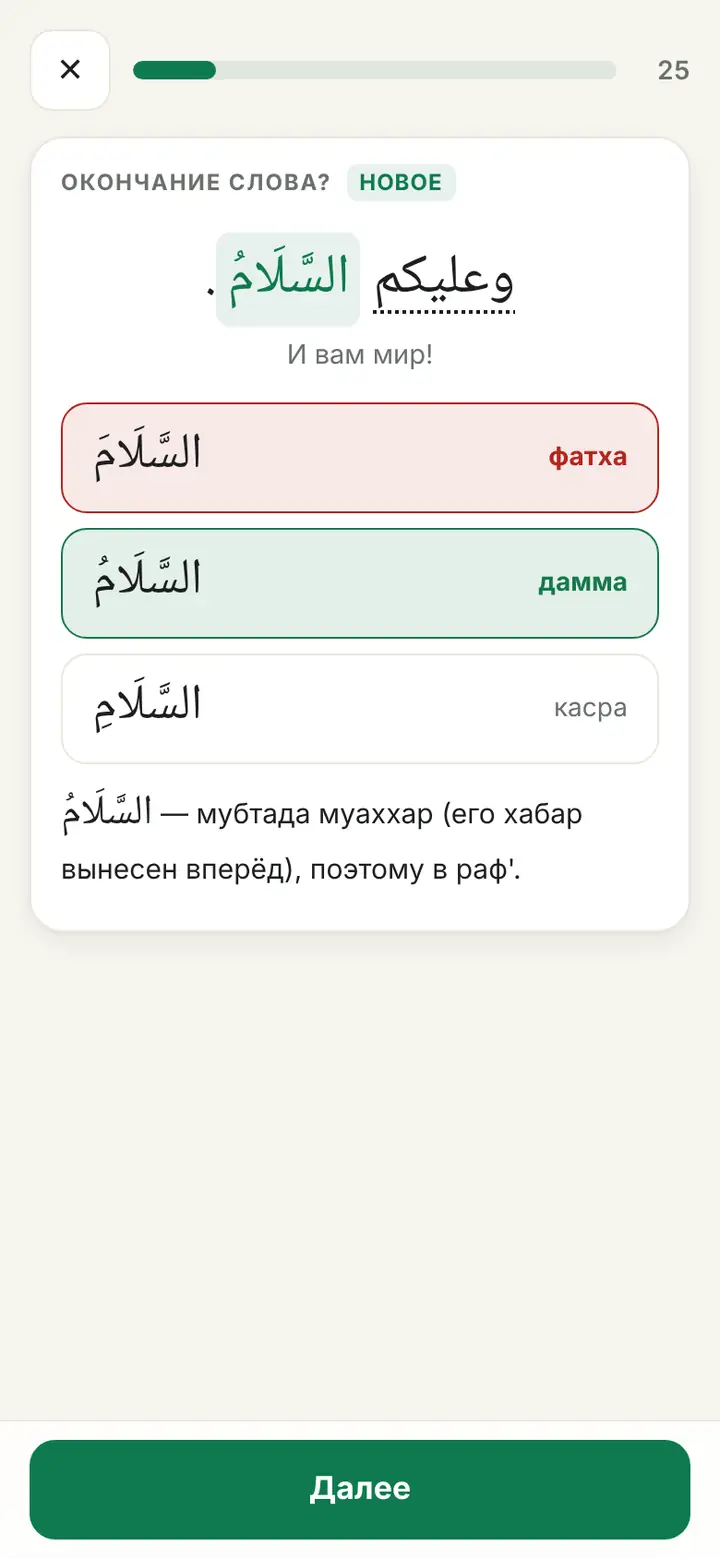 ✕ 25
ОКОНЧАНИЕ СЛОВА? НОВОЕ
وعليكم السَّلَامُ.
И вам мир!
السَّلَامَ фатха
السَّلَامُ дамма
السَّلَامِ касра
السَّلَامُ — мубтада муаххар (его хабар
вынесен вперёд), поэтому в раф'.
Далее